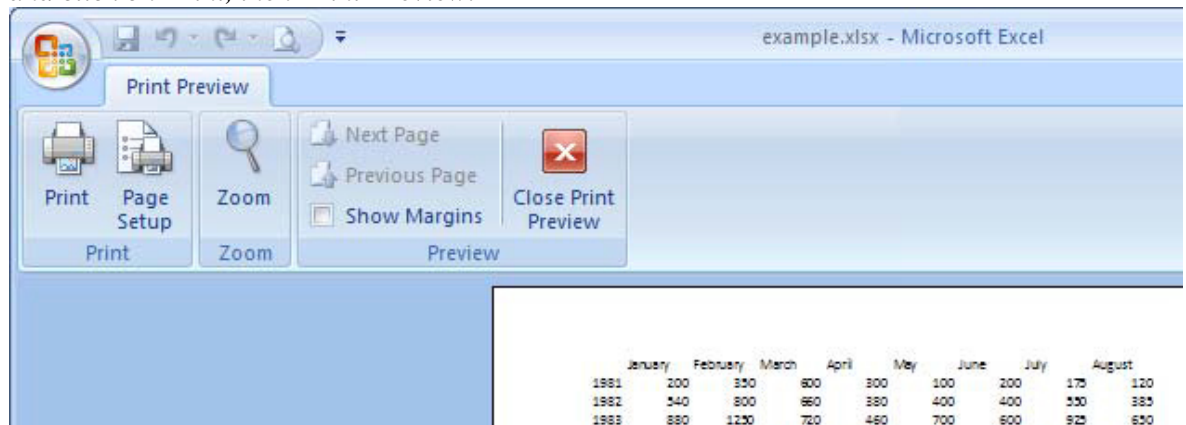 example.xlsx - Microsoft Excel
Print Preview
Print
Page Setup
Zoom
Next Page
Previous Page
Show Margins
Close Print Preview
Print
Zoom
Preview
January February March April May June July August
1981 200 350 600 300 100 200 175 120
1982 540 800 660 380 400 400 550 385
1983 880 1250 720 460 700 600 925 650